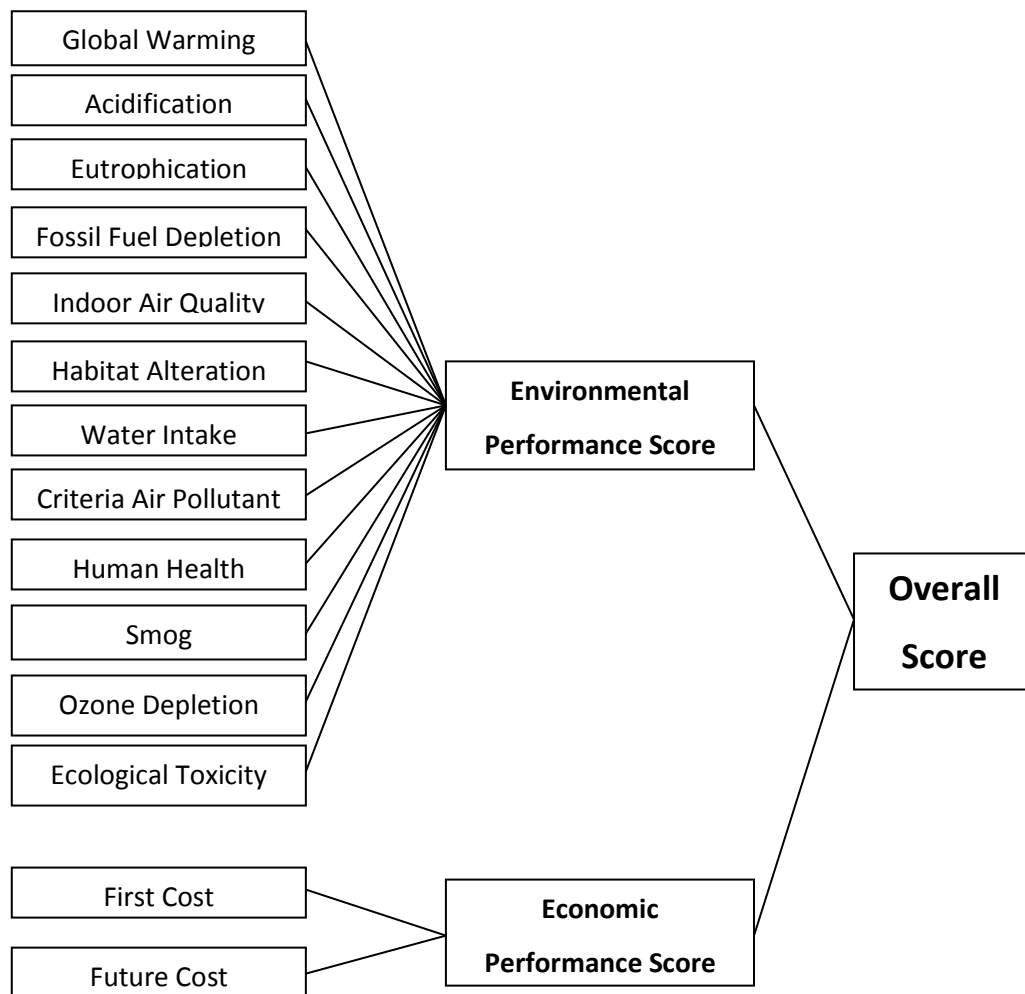 Global Warming
Acidification
Eutrophication
Fossil Fuel Depletion
Indoor Air Quality
Habitat Alteration
Water Intake
Criteria Air Pollutant
Human Health
Smog
Ozone Depletion
Ecological Toxicity
First Cost
Future Cost
Environmental
Performance Score
Economic
Performance Score
Overall
Score